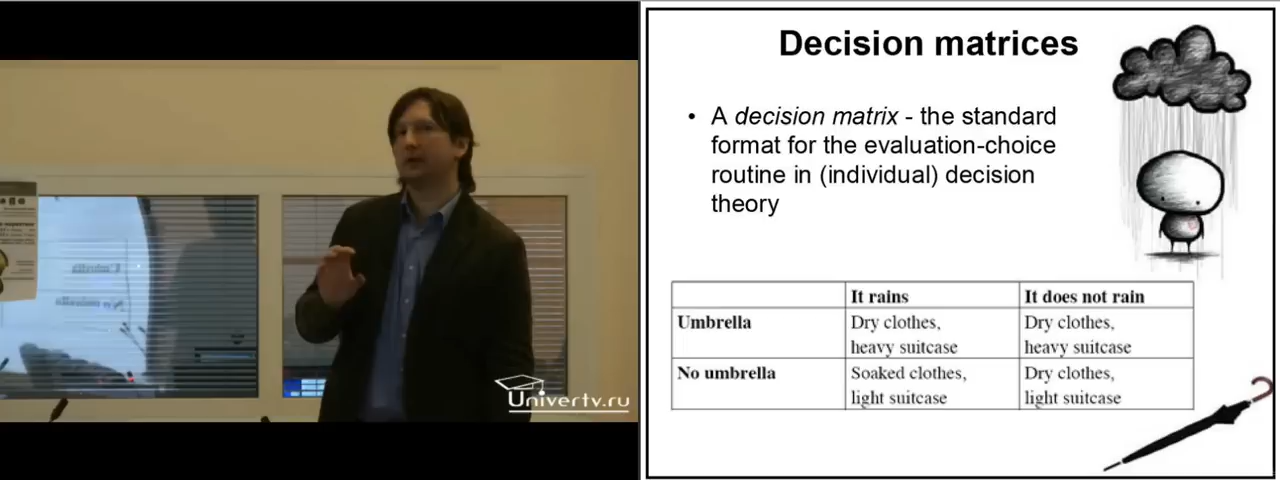 Univertv.ru
Decision matrices
• A decision matrix - the standard
format for the evaluation-choice
routine in (individual) decision
theory
It rains It does not rain
Umbrella Dry clothes, Dry clothes,
heavy suitcase heavy suitcase
No umbrella Soaked clothes, Dry clothes,
light suitcase light suitcase